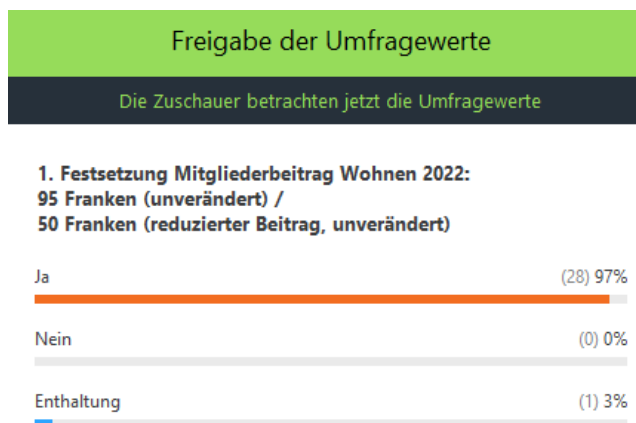 Freigabe der Umfragewerte
Die Zuschauer betrachten jetzt die Umfragewerte
1. Festsetzung Mitgliederbeitrag Wohnen 2022:
95 Franken (unverändert) /
50 Franken (reduzierter Beitrag, unverändert)
Ja (28) 97%
Nein (0) 0%
Enthaltung (1) 3%